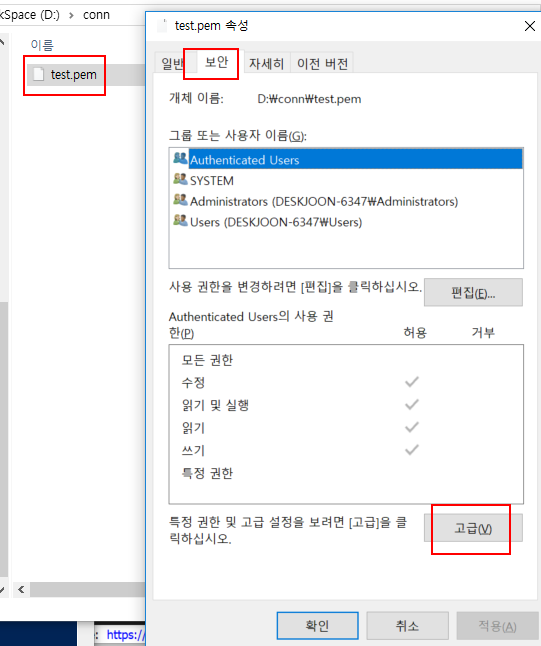 kSpace (D:) > conn
이름
test.pem
test.pem 속성
일반 보안 자세히 이전 버전
개체 이름: D:₩conn₩test.pem
그룹 또는 사용자 이름(G):
Authenticated Users
SYSTEM
Administrators (DESKJOON-6347₩Administrators)
Users (DESKJOON-6347₩Users)
사용 권한을 변경하려면 [편집]을 클릭하십시오.
편집(E)...
Authenticated Users의 사용 권
한(P) 허용 거부
모든 권한
수정
읽기 및 실행
읽기
쓰기
특정 권한
특정 권한 및 고급 설정을 보려면 [고급]을 클
릭하십시오.
고급(V)
확인 취소 적용(A)
: https://